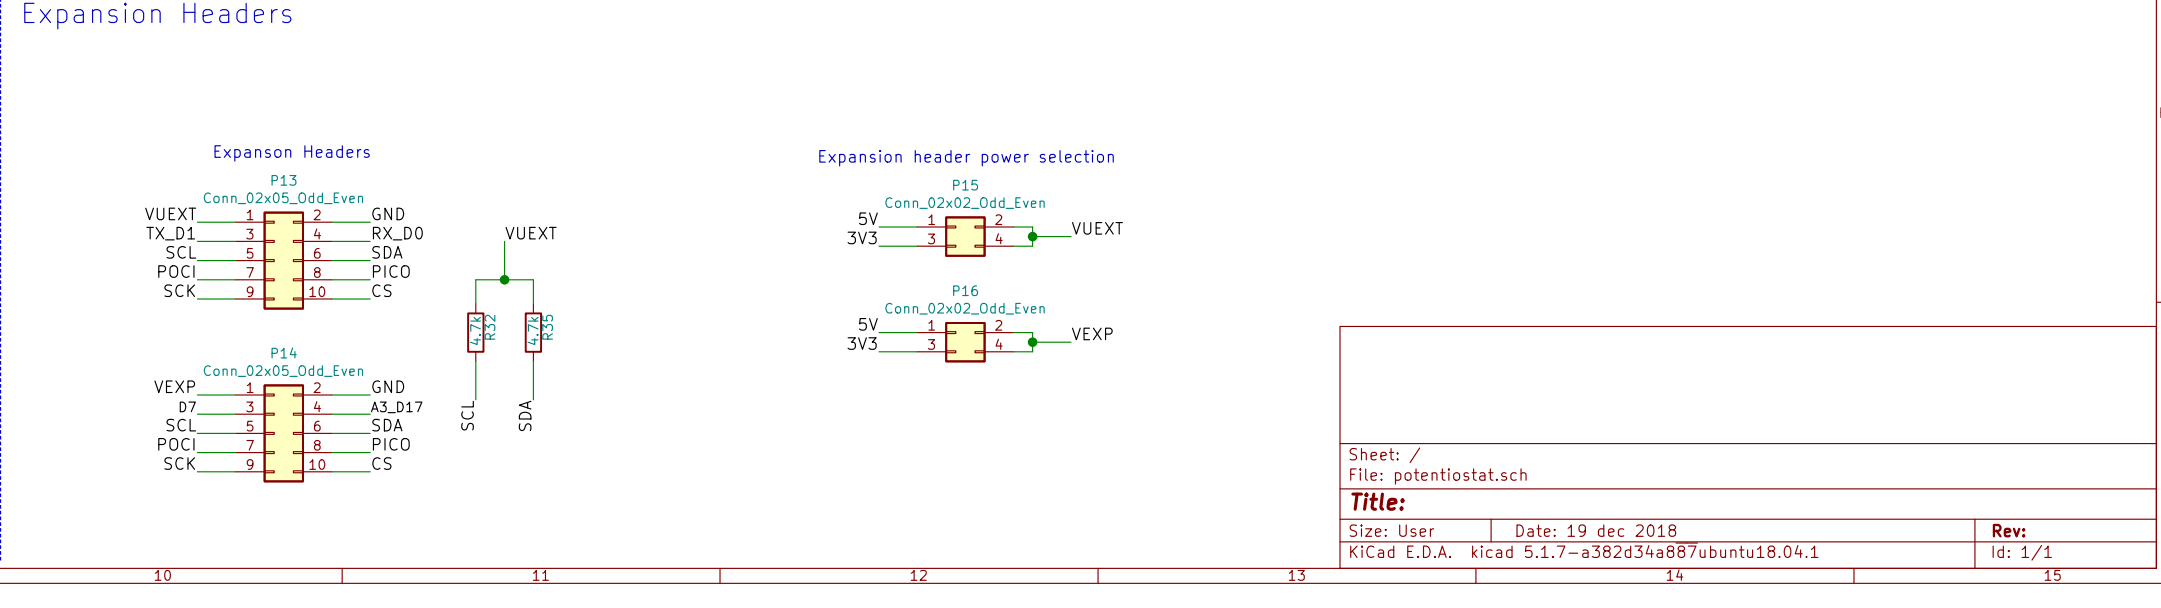 Expansion Headers
Expanson Headers
P13
Conn_02x05_Odd_Even
VUEXT 1 2 GND
TX_D1 3 4 RX_D0
SCL 5 6 SDA
POCI 7 8 PICO
SCK 9 10 CS
P14
Conn_02x05_Odd_Even
VEXP 1 2 GND
D7 3 4 A3_D17
SCL 5 6 SDA
POCI 7 8 PICO
SCK 9 10 CS
VUEXT
4.7k
R32
4.7k
R35
SCL
SDA
Expansion header power selection
P15
Conn_02x02_Odd_Even
5V 1 2
3V3 3 4
VUEXT
P16
Conn_02x02_Odd_Even
5V 1 2
3V3 3 4
VEXP
Sheet: /
File: potentiostat.sch
Title:
Size: User Date: 19 dec 2018 Rev:
KiCad E.D.A. kicad 5.1.7-a382d34a887ubuntu18.04.1 Id: 1/1
10 11 12 13 14 15